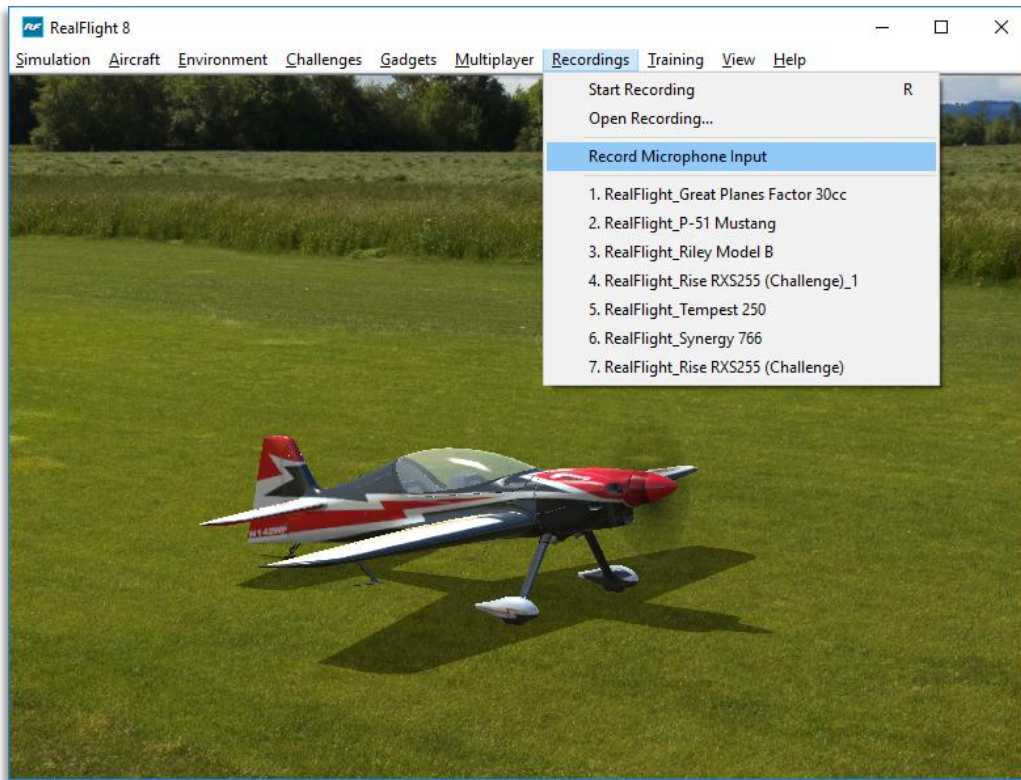 RF RealFlight 8
Simulation Aircraft Environment Challenges Gadgets Multiplayer Recordings Training View Help
Start Recording R
Open Recording...
Record Microphone Input
1. RealFlight_Great Planes Factor 30cc
2. RealFlight_P-51 Mustang
3. RealFlight_Riley Model B
4. RealFlight_Rise RXS255 (Challenge)_1
5. RealFlight_Tempest 250
6. RealFlight_Synergy 766
7. RealFlight_Rise RXS255 (Challenge)